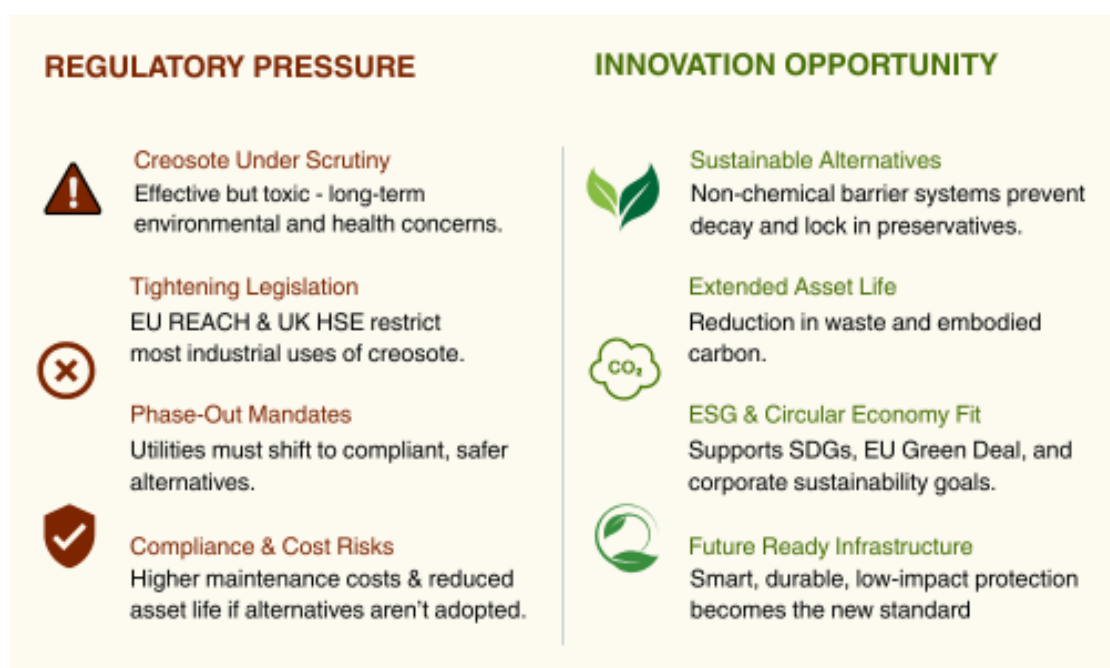 REGULATORY PRESSURE
Creosote Under Scrutiny
Effective but toxic - long-term
environmental and health concerns.
Tightening Legislation
EU REACH & UK HSE restrict
most industrial uses of creosote.
Phase-Out Mandates
Utilities must shift to compliant, safer
alternatives.
Compliance & Cost Risks
Higher maintenance costs & reduced
asset life if alternatives aren't adopted.
INNOVATION OPPORTUNITY
Sustainable Alternatives
Non-chemical barrier systems prevent
decay and lock in preservatives.
Extended Asset Life
Reduction in waste and embodied
carbon.
CO₂
ESG & Circular Economy Fit
Supports SDGs, EU Green Deal, and
corporate sustainability goals.
Future Ready Infrastructure
Smart, durable, low-impact protection
becomes the new standard